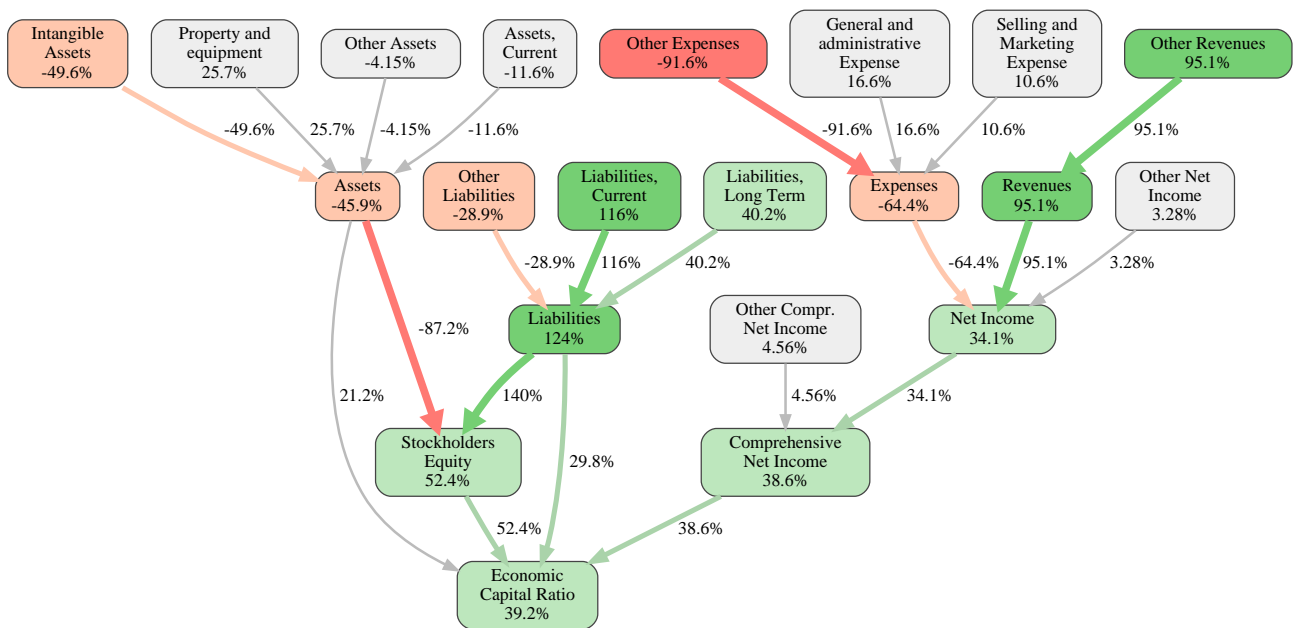 Intangible
Assets
-49.6%
Property and
equipment
25.7%
Other Assets
-4.15%
Assets,
Current
-11.6%
Other Expenses
-91.6%
General and
administrative
Expense
16.6%
Selling and
Marketing
Expense
10.6%
Other Revenues
95.1%
-49.6%
25.7%
-4.15%
-11.6%
-91.6%
16.6%
10.6%
95.1%
Assets
-45.9%
Other
Liabilities
-28.9%
Liabilities,
Current
116%
Liabilities,
Long Term
40.2%
Expenses
-64.4%
Revenues
95.1%
Other Net
Income
3.28%
-87.2%
-28.9%
116%
40.2%
-64.4%
95.1%
3.28%
Liabilities
124%
Other Compr.
Net Income
4.56%
Net Income
34.1%
21.2%
140%
29.8%
4.56%
34.1%
Stockholders
Equity
52.4%
Comprehensive
Net Income
38.6%
52.4%
38.6%
Economic
Capital Ratio
39.2%